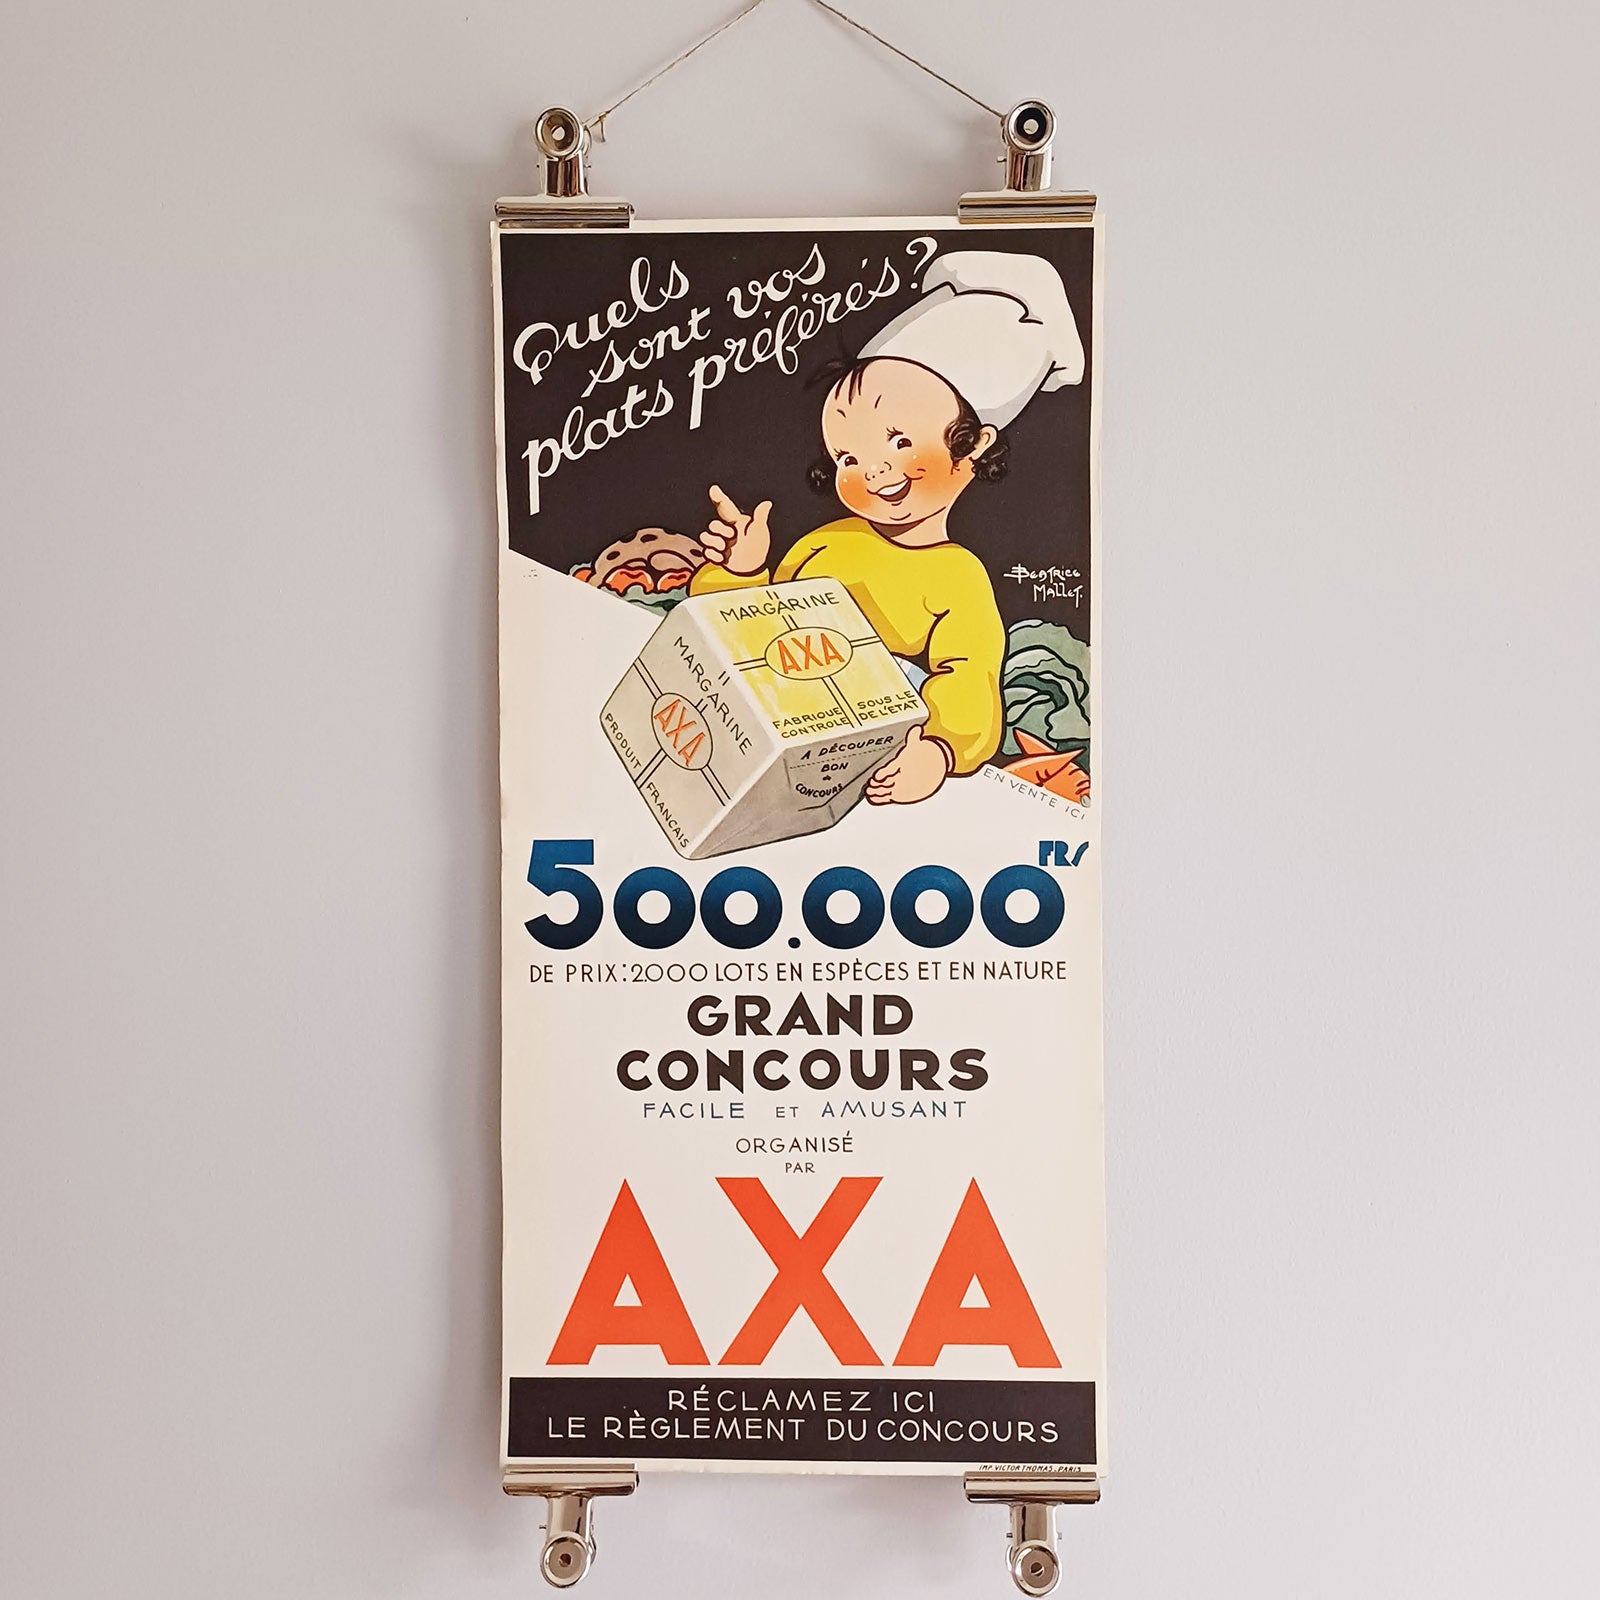 Quels
sont vos
plats préférés?
Beatrice
Mallet.
MARGARINE
AXA
FABRIQUE
CONTROLE
SOUS LE
DE L'ETAT
MARGARINE
AXA
PRODUIT FRANCAIS
A DÉCOUPER
BON
CONCOURS
EN VENTE ICI
500.000 FRS
DE PRIX: 2000 LOTS EN ESPÈCES ET EN NATURE
GRAND
CONCOURS
FACILE ET AMUSANT
ORGANISÉ
PAR
AXA
RÉCLAMEZ ICI
LE RÈGLEMENT DU CONCOURS
IMP. VICTOR THOMAS. PARIS